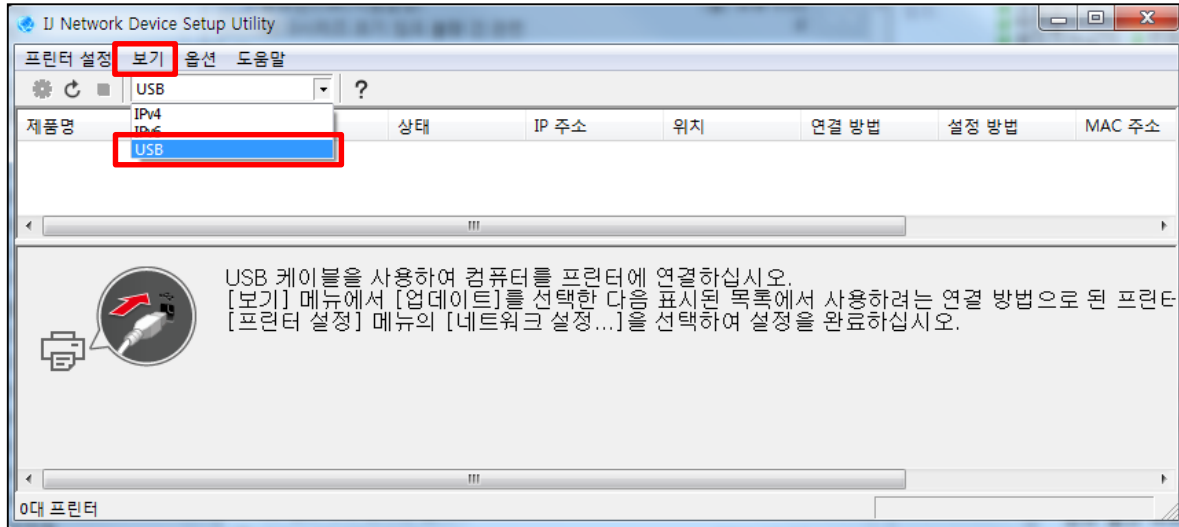 IJ Network Device Setup Utility
프린터 설정 보기 옵션 도움말
USB ?
IPv4
IPv6
USB
제품명 상태 IP 주소 위치 연결 방법 설정 방법 MAC 주소
USB 케이블을 사용하여 컴퓨터를 프린터에 연결하십시오.
[보기] 메뉴에서 [업데이트]를 선택한 다음 표시된 목록에서 사용하려는 연결 방법으로 된 프린터
[프린터 설정] 메뉴의 [네트워크 설정...]을 선택하여 설정을 완료하십시오.
0대 프린터